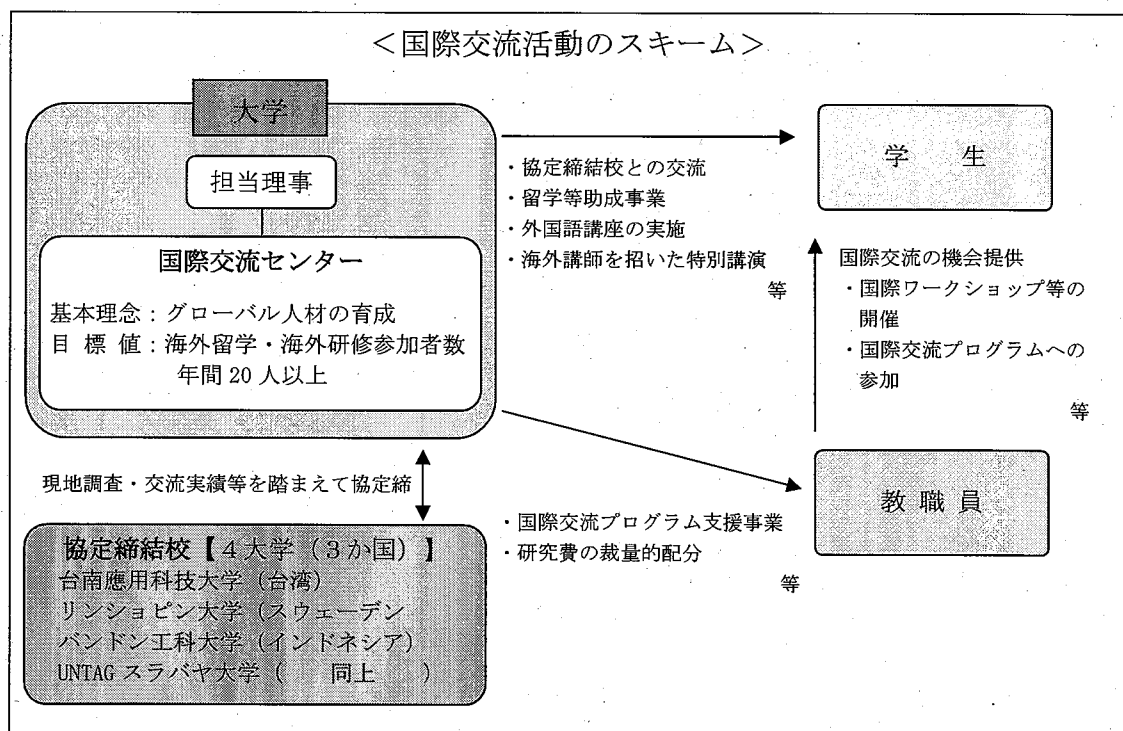 ＜国際交流活動のスキーム＞
大学
担当理事
国際交流センター
基本理念：グローバル人材の育成
目 標 値：海外留学・海外研修参加者数
年間 20 人以上
・協定締結校との交流
・留学等助成事業
・外国語講座の実施
・海外講師を招いた特別講演
等
学　生
国際交流の機会提供
・国際ワークショップ等の
開催
・国際交流プログラムへの
参加
等
現地調査・交流実績等を踏まえて協定締
・国際交流プログラム支援事業
・研究費の裁量的配分
等
教 職 員
協定締結校【４大学（３か国）】
台南應用科技大学（台湾）
リンショピン大学（スウェーデン
バンドン工科大学（インドネシア）
UNTAG スラバヤ大学（　同上　）